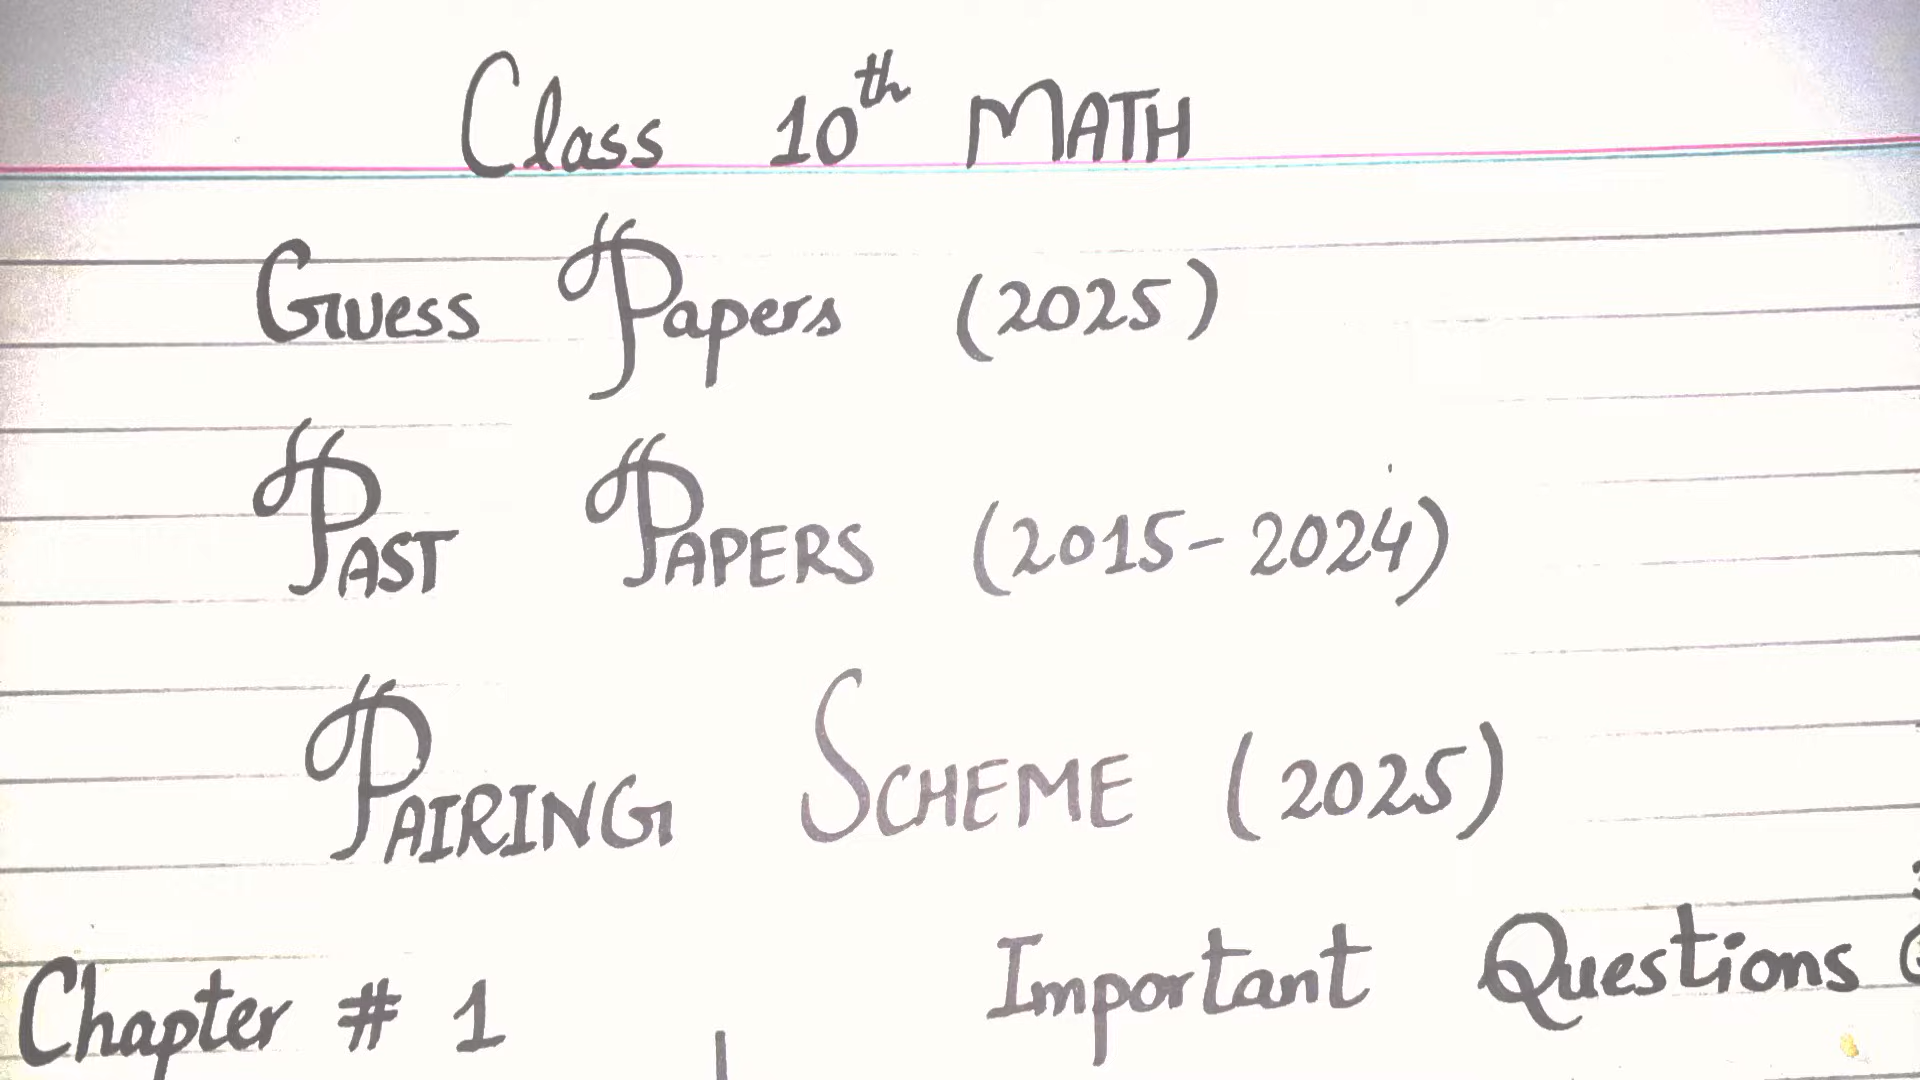 Class 10th MATH
Guess Papers (2025)
PAST PAPERS (2015-2024)
PAIRING SCHEME (2025)
Chapter # 1 Important Questions